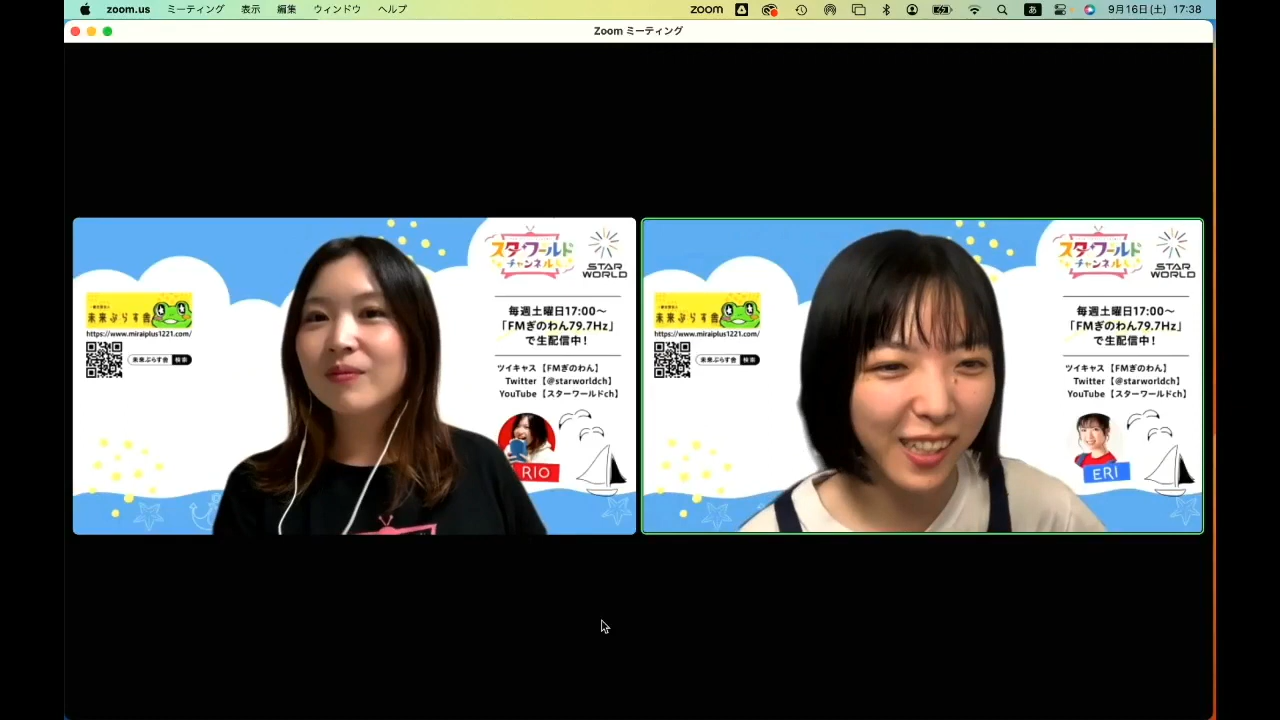 zoom.us ミーティング 表示 編集 ウィンドウ ヘルプ zoom あ 9月16日(土) 17:38
Zoom ミーティング
スターワールド
チャンネル
STAR
WORLD
未来ぷらす舎
https://www.miraiplus1221.com/
未来ぷらす舎 検索
毎週土曜日17:00〜
「FMぎのわん79.7Hz」
で生配信中!
ツイキャス【FMぎのわん】
Twitter【@starworldch】
YouTube【スターワールドch】
RIO
スターワールド
チャンネル
STAR
WORLD
未来ぷらす舎
https://www.miraiplus1221.com/
未来ぷらす舎 検索
毎週土曜日17:00〜
「FMぎのわん79.7Hz」
で生配信中!
ツイキャス【FMぎのわん】
Twitter【@starworldch】
YouTube【スターワールドch】
ERI